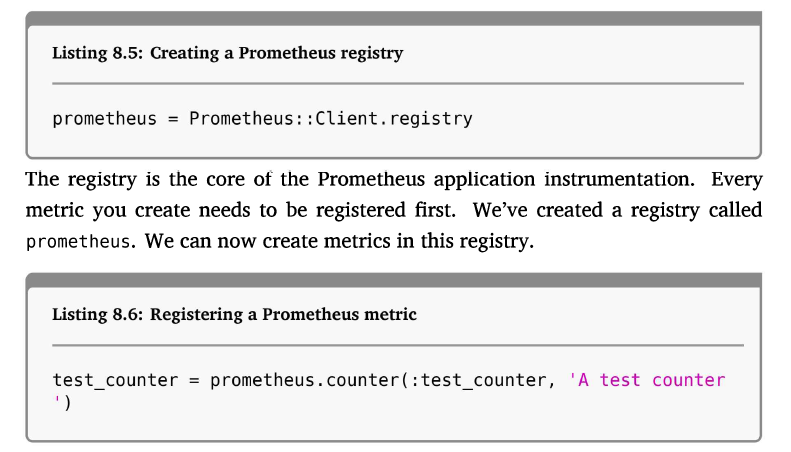 Listing 8.5: Creating a Prometheus registry
prometheus = Prometheus::Client.registry
The registry is the core of the Prometheus application instrumentation. Every
metric you create needs to be registered first. We’ve created a registry called
prometheus. We can now create metrics in this registry.
Listing 8.6: Registering a Prometheus metric
test_counter = prometheus.counter(:test_counter, 'A test counter
')